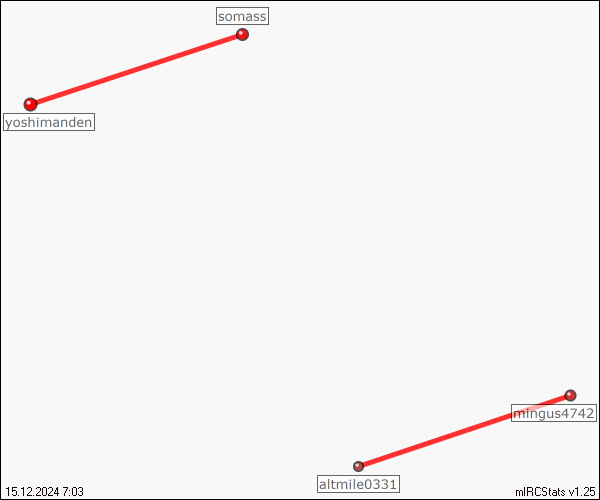 somass
yoshimanden
mingus4742
altmile0331
15.12.2024 7:03
mIRCStats v1.25